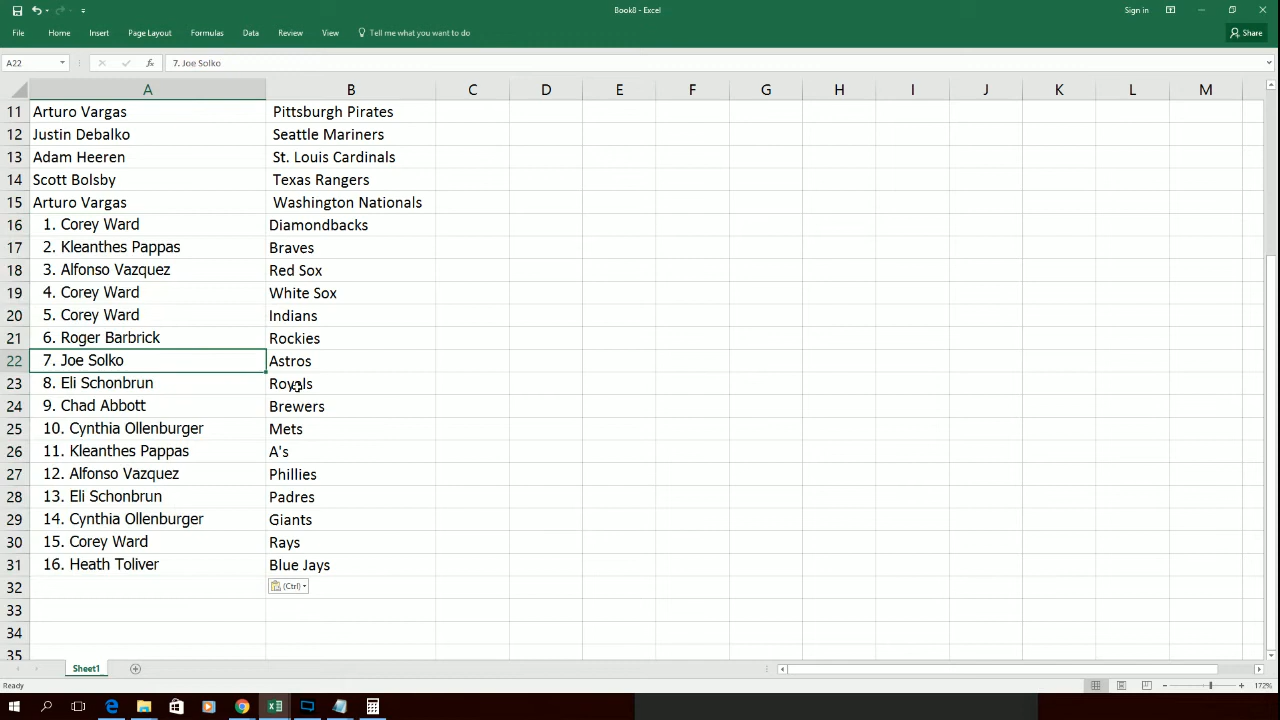 Book8 - Excel
Sign in
File Home Insert Page Layout Formulas Data Review View Tell me what you want to do Share
A22 fx 7. Joe Solko
A B C D E F G H I J K L M
11 Arturo Vargas Pittsburgh Pirates
12 Justin Debalko Seattle Mariners
13 Adam Heeren St. Louis Cardinals
14 Scott Bolsby Texas Rangers
15 Arturo Vargas Washington Nationals
16 1. Corey Ward Diamondbacks
17 2. Kleanthes Pappas Braves
18 3. Alfonso Vazquez Red Sox
19 4. Corey Ward White Sox
20 5. Corey Ward Indians
21 6. Roger Barbrick Rockies
22 7. Joe Solko Astros
23 8. Eli Schonbrun Royals
24 9. Chad Abbott Brewers
25 10. Cynthia Ollenburger Mets
26 11. Kleanthes Pappas A's
27 12. Alfonso Vazquez Phillies
28 13. Eli Schonbrun Padres
29 14. Cynthia Ollenburger Giants
30 15. Corey Ward Rays
31 16. Heath Toliver Blue Jays
32 (Ctrl)
33
34
35
Sheet1
Ready 172%